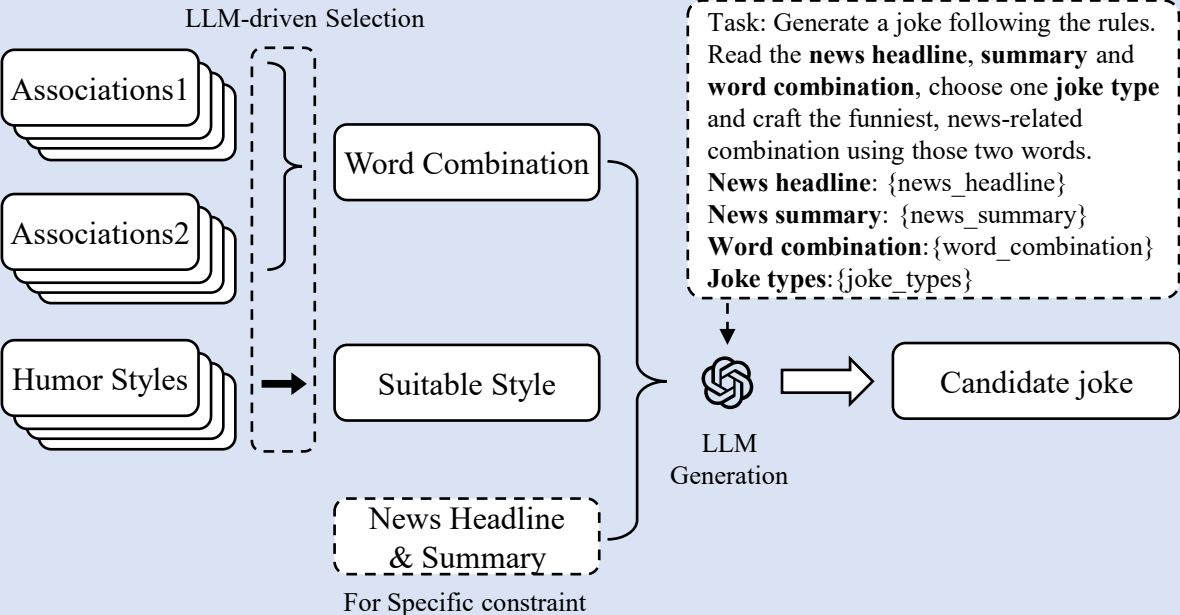 LLM-driven Selection
Associations1
Associations2
Humor Styles
Word Combination
Suitable Style
News Headline
& Summary
For Specific constraint
Task: Generate a joke following the rules.
Read the news headline, summary and
word combination, choose one joke type
and craft the funniest, news-related
combination using those two words.
News headline: {news_headline}
News summary: {news_summary}
Word combination:{word_combination}
Joke types:{joke_types}
LLM
Generation
Candidate joke